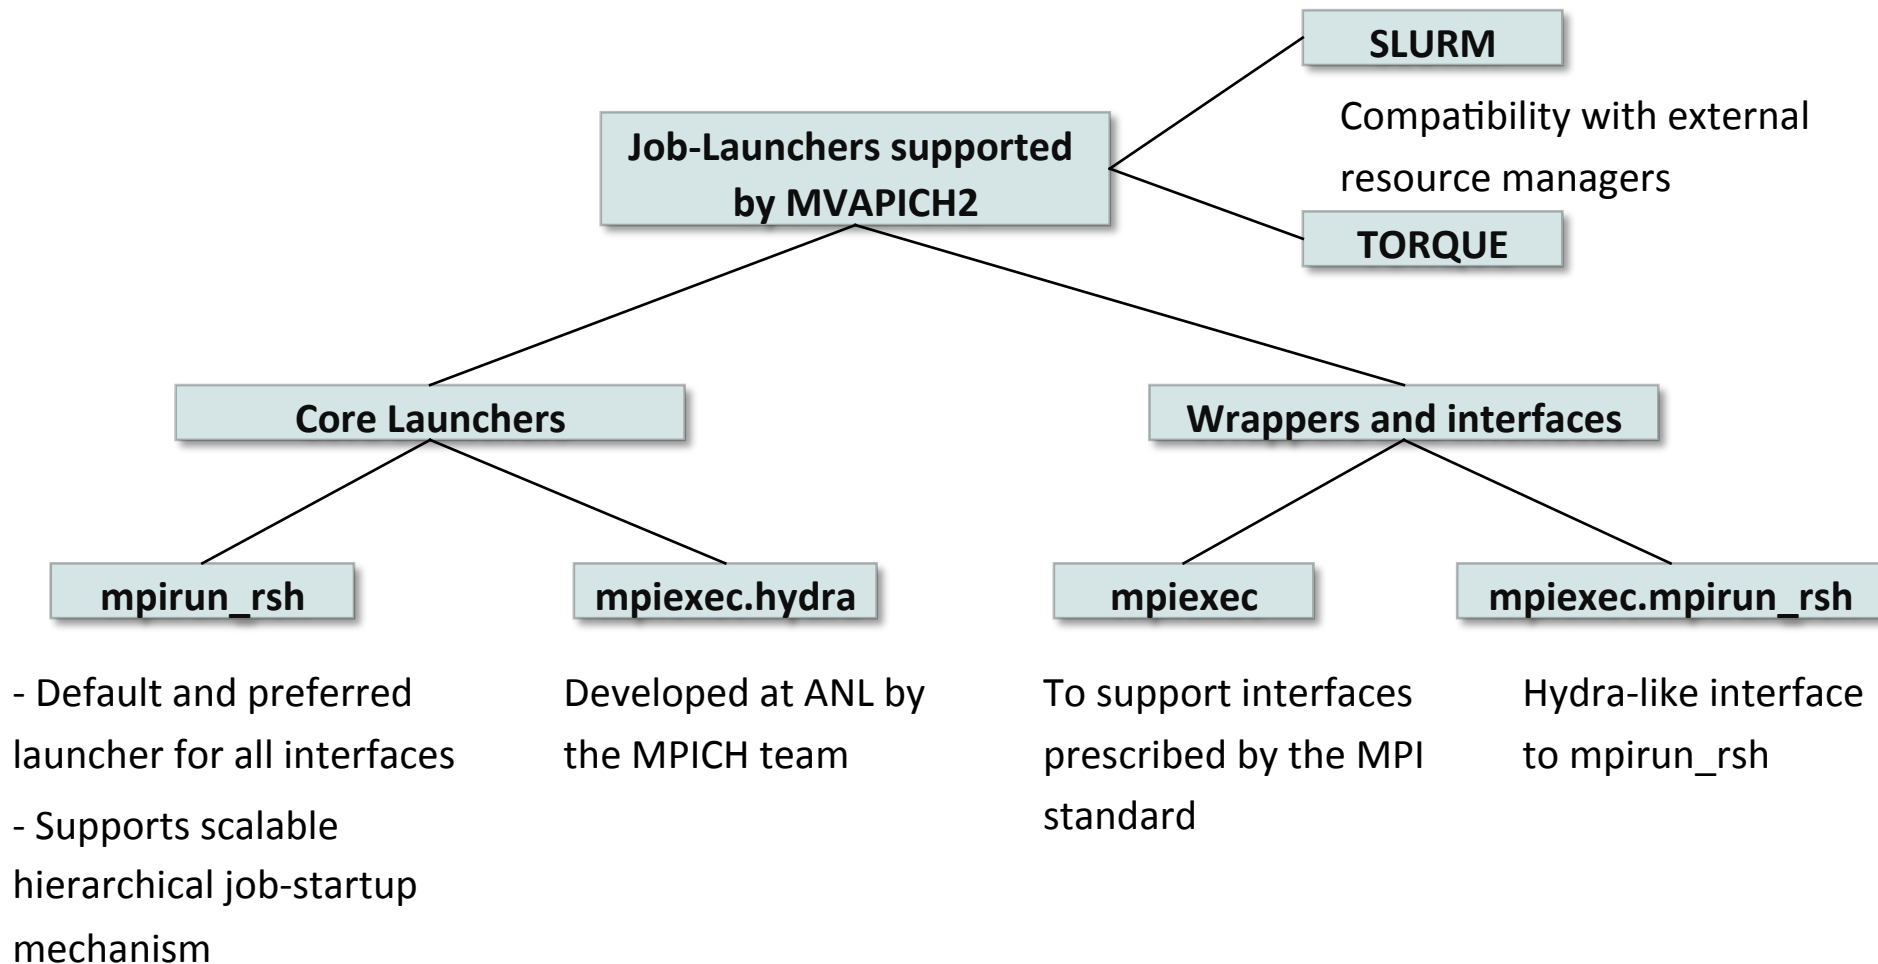 SLURM
Compatibility with external
resource managers
TORQUE
Job-Launchers supported
by MVAPICH2
Core Launchers
Wrappers and interfaces
mpirun_rsh
mpiexec.hydra
mpiexec
mpiexec.mpirun_rsh
- Default and preferred
launcher for all interfaces
- Supports scalable
hierarchical job-startup
mechanism
Developed at ANL by
the MPICH team
To support interfaces
prescribed by the MPI
standard
Hydra-like interface
to mpirun_rsh